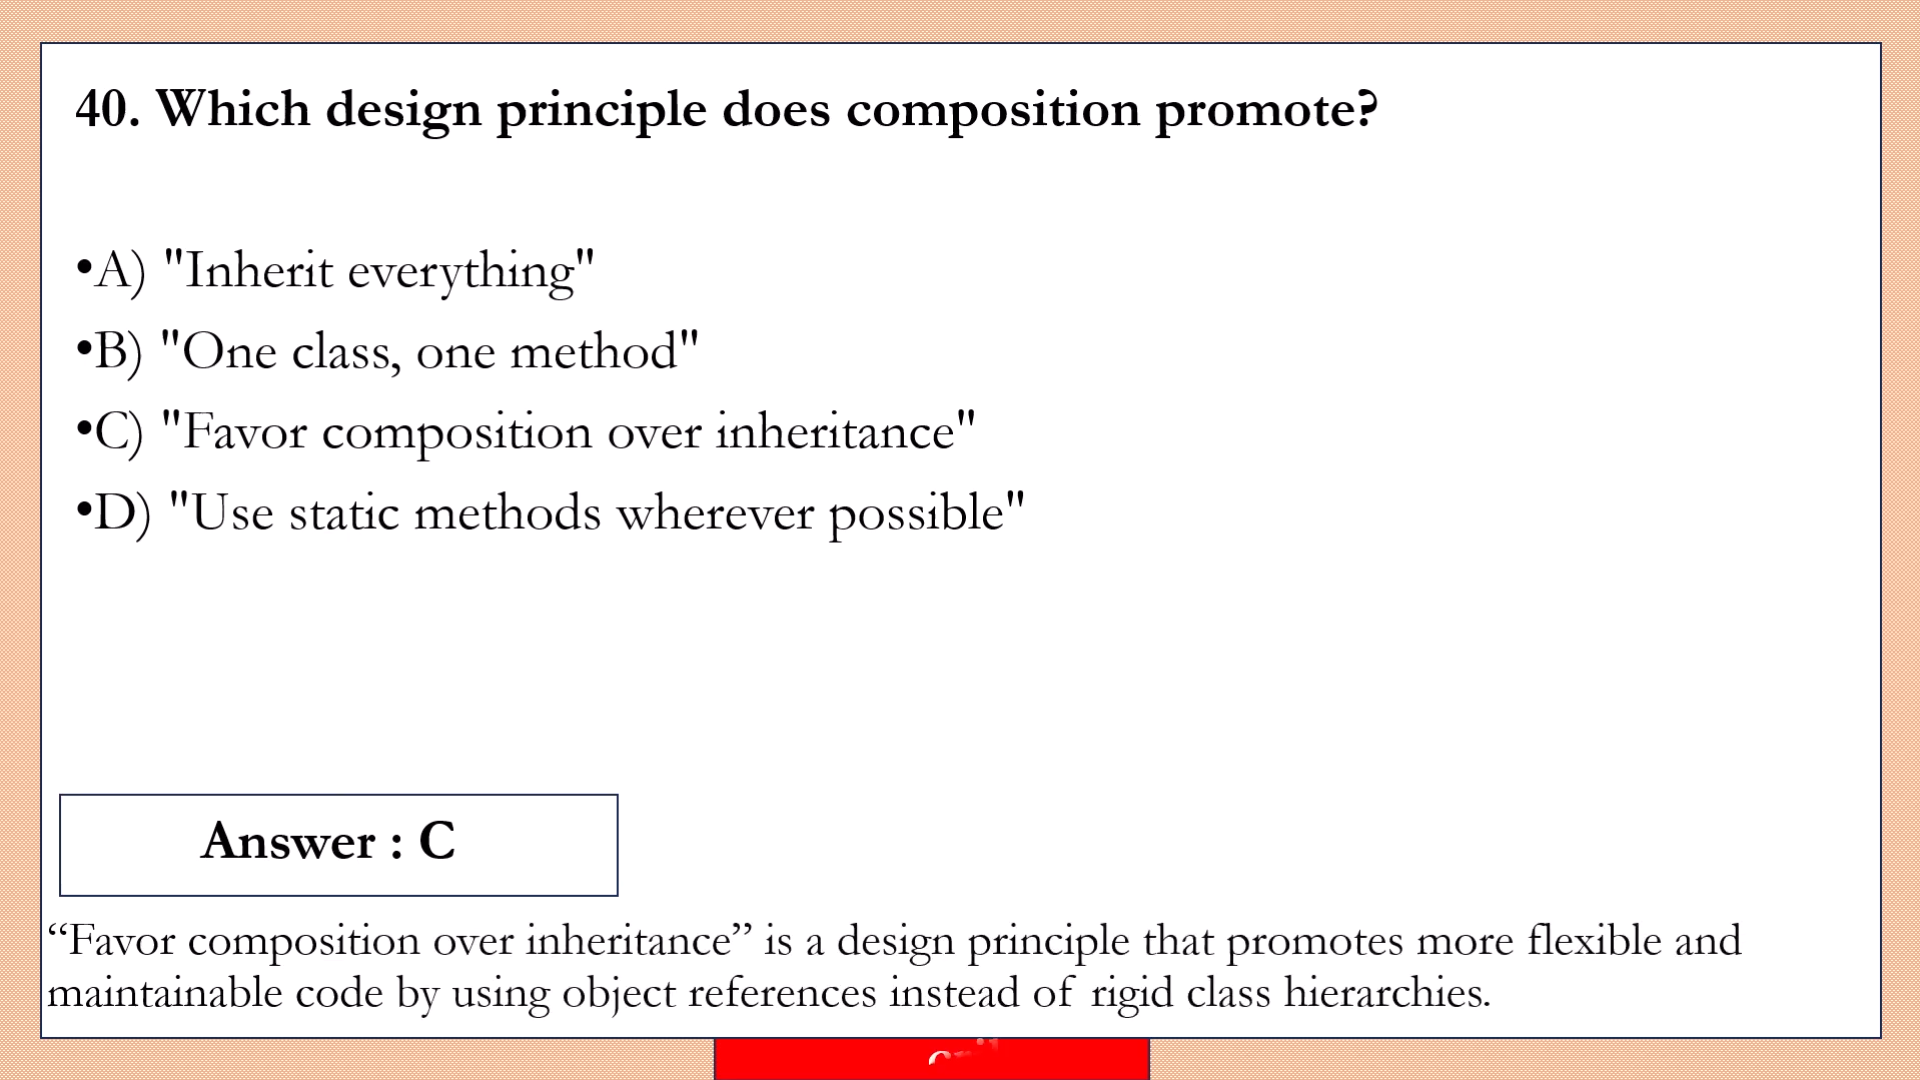 40. Which design principle does composition promote?
•A) "Inherit everything"
•B) "One class, one method"
•C) "Favor composition over inheritance"
•D) "Use static methods wherever possible"
Answer : C
“Favor composition over inheritance” is a design principle that promotes more flexible and
maintainable code by using object references instead of rigid class hierarchies.